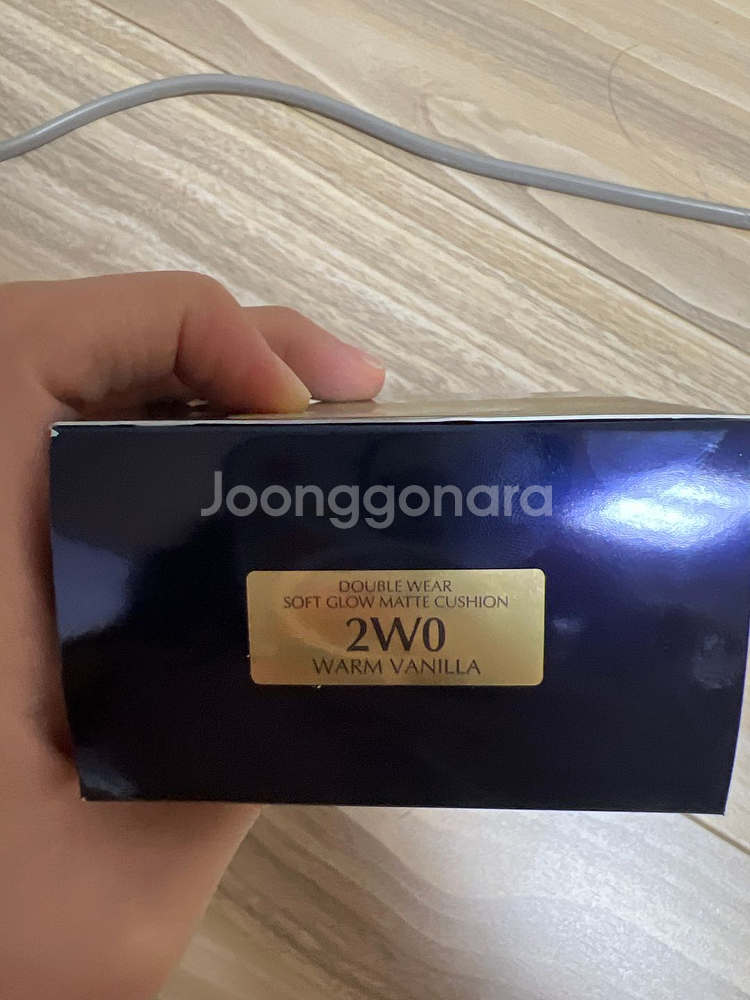 Joonggonara
DOUBLE WEAR
SOFT GLOW MATTE CUSHION
2W0
WARM VANILLA